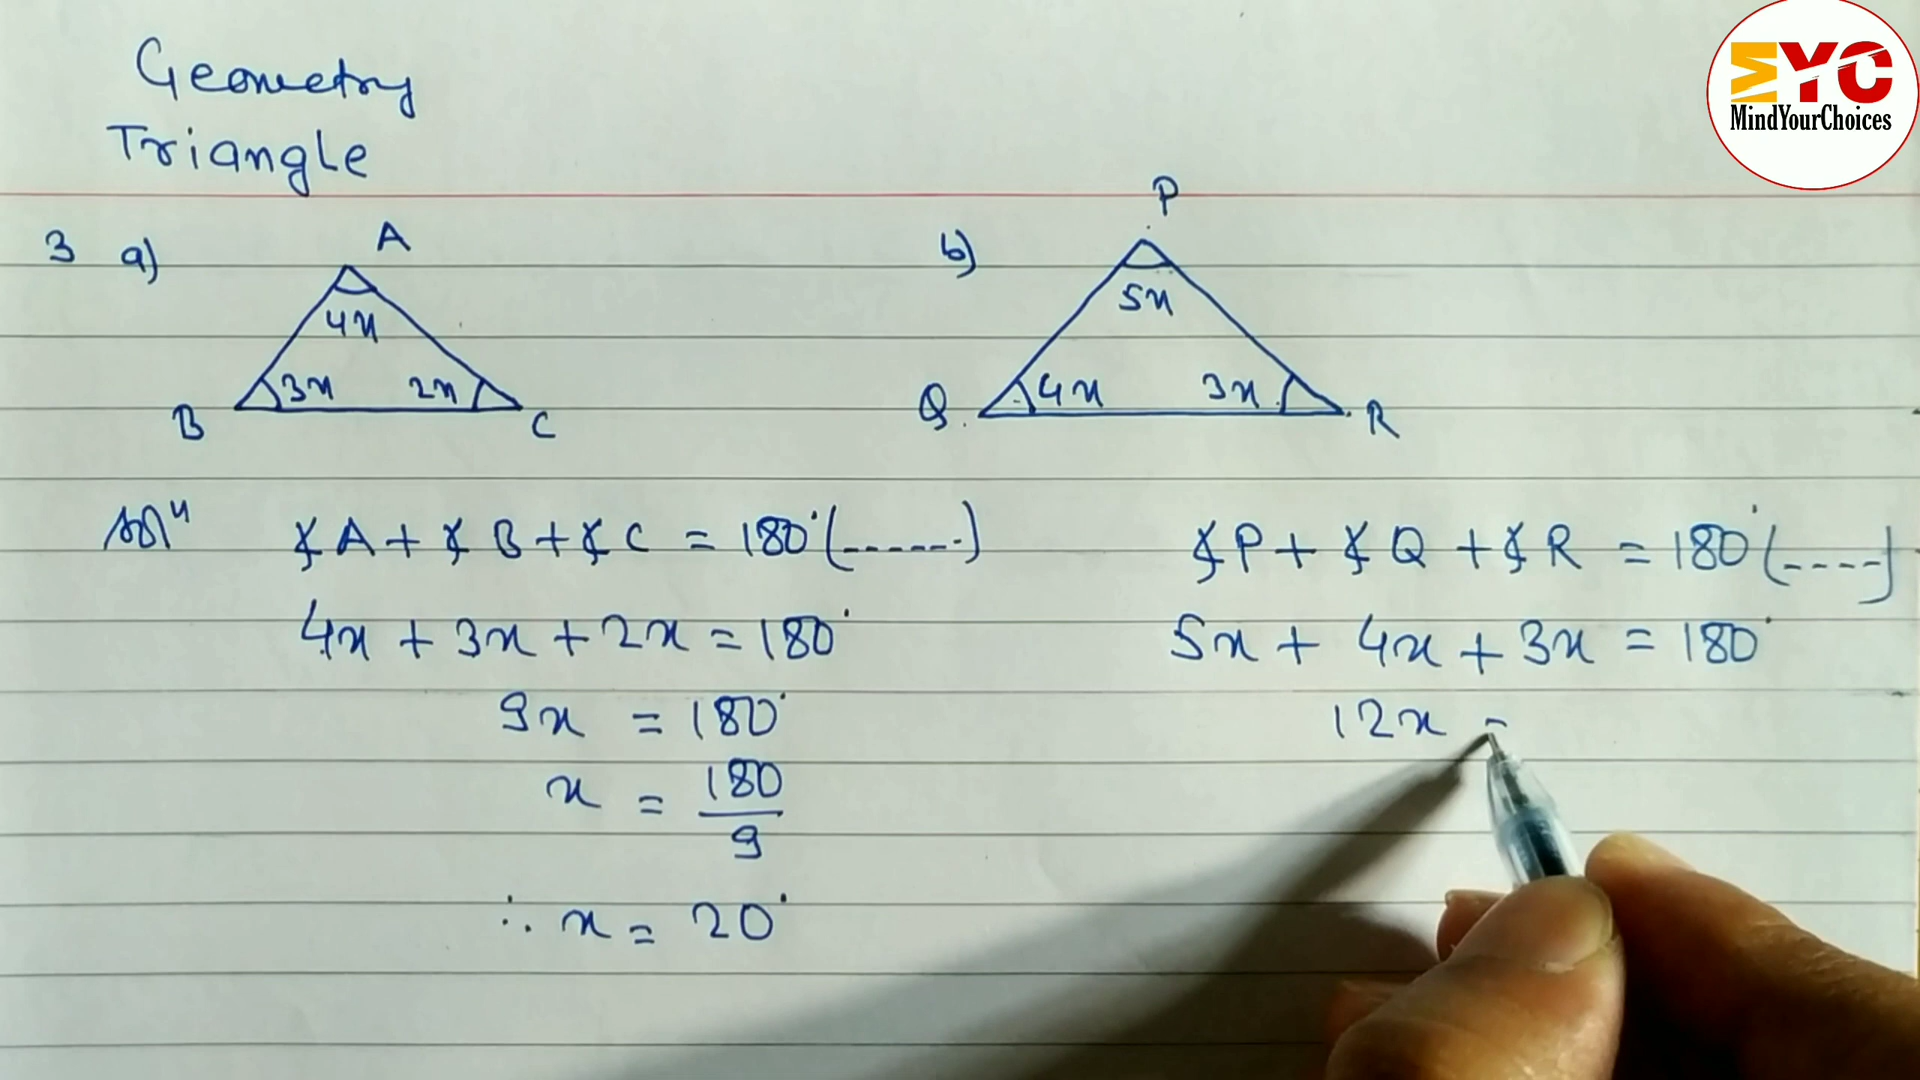 Geometry
Triangle
MYC
MindYourChoices
3 a)
A
4x
3x
2x
B
C
b)
P
5x
4x
3x
Q
R
Solⁿ
∡A + ∡B + ∡C = 180°(------)
4x + 3x + 2x = 180°
9x = 180°
x = 180/9
∴ x = 20°
∡P + ∡Q + ∡R = 180°(----)
5x + 4x + 3x = 180°
12x =